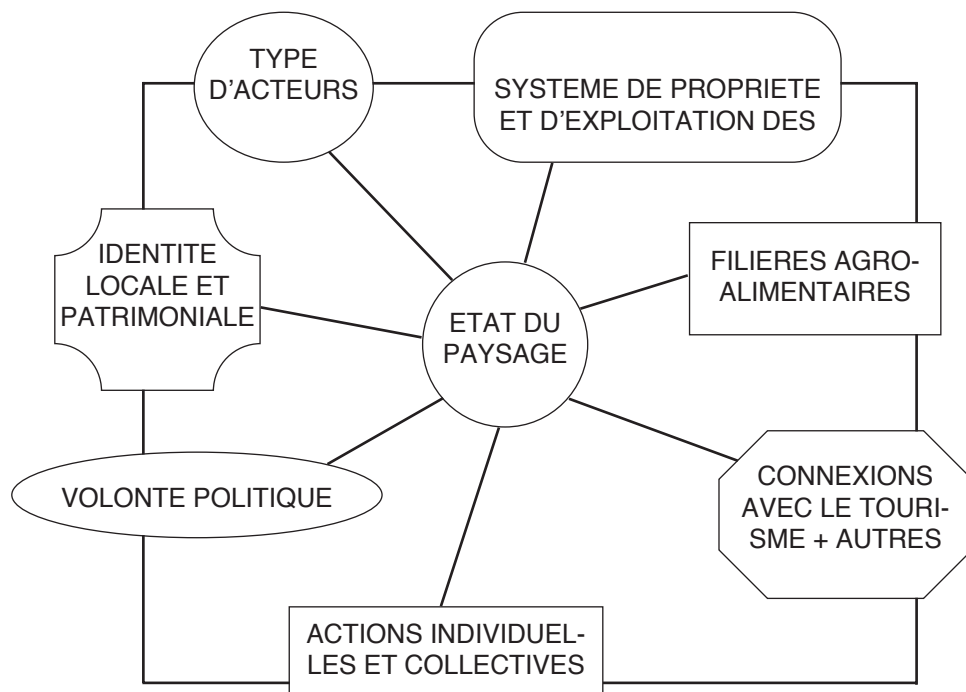 TYPE
D'ACTEURS
SYSTEME DE PROPRIETE
ET D'EXPLOITATION DES
IDENTITE
LOCALE ET
PATRIMONIALE
FILIERES AGRO-
ALIMENTAIRES
ETAT DU
PAYSAGE
VOLONTE POLITIQUE
CONNEXIONS
AVEC LE TOURI-
SME + AUTRES
ACTIONS INDIVIDUEL-
LES ET COLLECTIVES